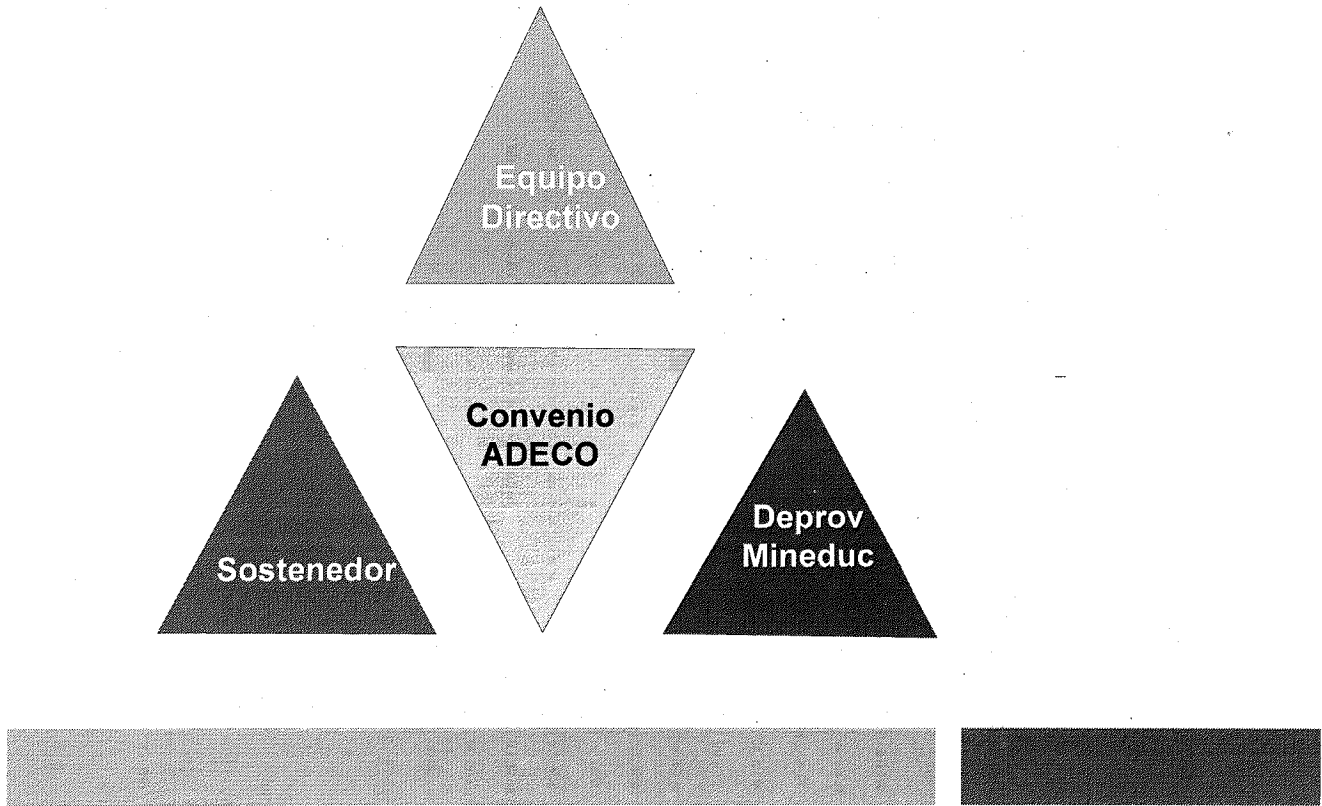 Equipo
Directivo
Convenio
ADECO
Sostenedor
Deprov
Mineduc